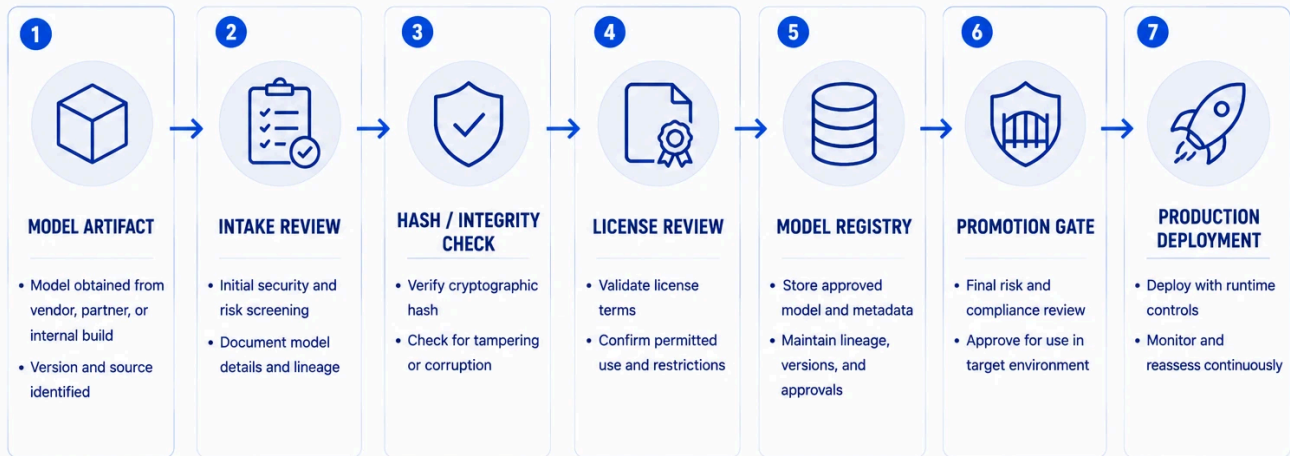 1
MODEL ARTIFACT
• Model obtained from
vendor, partner, or
internal build
• Version and source
identified
2
INTAKE REVIEW
• Initial security and
risk screening
• Document model
details and lineage
3
HASH / INTEGRITY
CHECK
• Verify cryptographic
hash
• Check for tampering
or corruption
4
LICENSE REVIEW
• Validate license
terms
• Confirm permitted
use and restrictions
5
MODEL REGISTRY
• Store approved
model and metadata
• Maintain lineage,
versions, and
approvals
6
PROMOTION GATE
• Final risk and
compliance review
• Approve for use in
target environment
7
PRODUCTION
DEPLOYMENT
• Deploy with runtime
controls
• Monitor and
reassess continuously